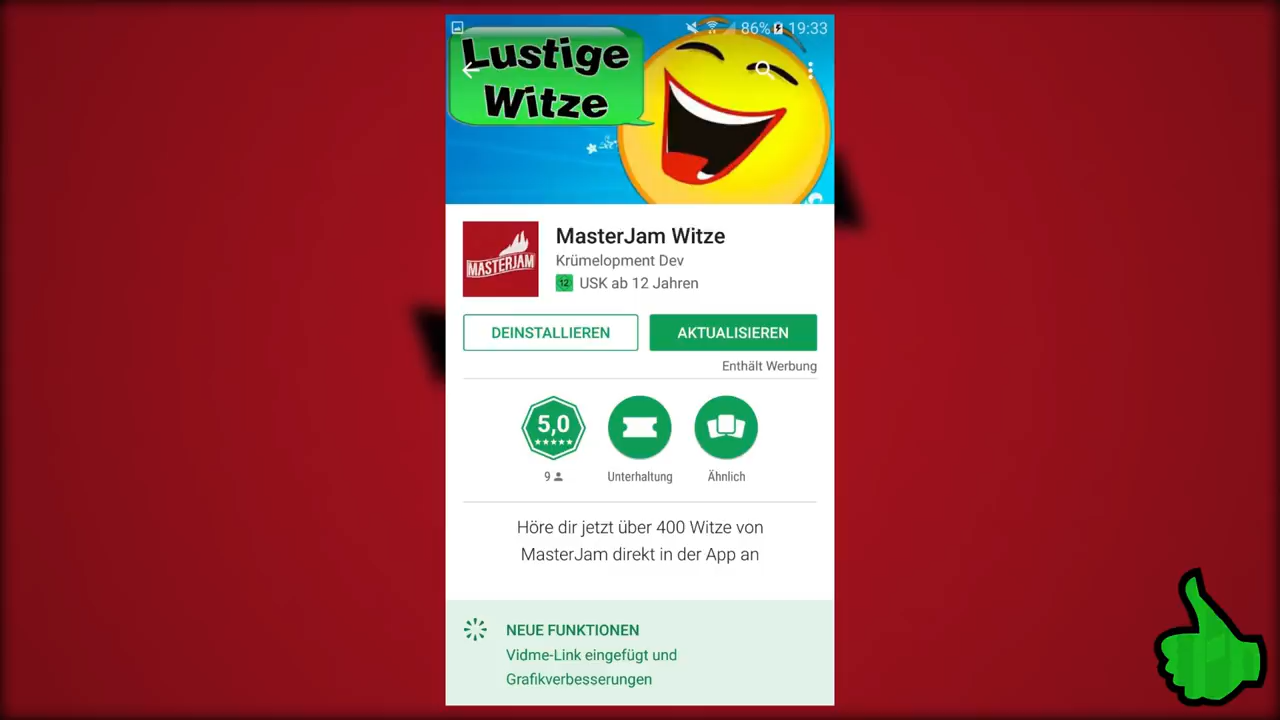 86% 19:33
Lustige
Witze
MASTERJAM
MasterJam Witze
Krümelopment Dev
12 USK ab 12 Jahren
DEINSTALLIEREN AKTUALISIEREN
Enthält Werbung
5,0
9 Unterhaltung Ähnlich
Höre dir jetzt über 400 Witze von
MasterJam direkt in der App an
NEUE FUNKTIONEN
Vidme-Link eingefügt und
Grafikverbesserungen